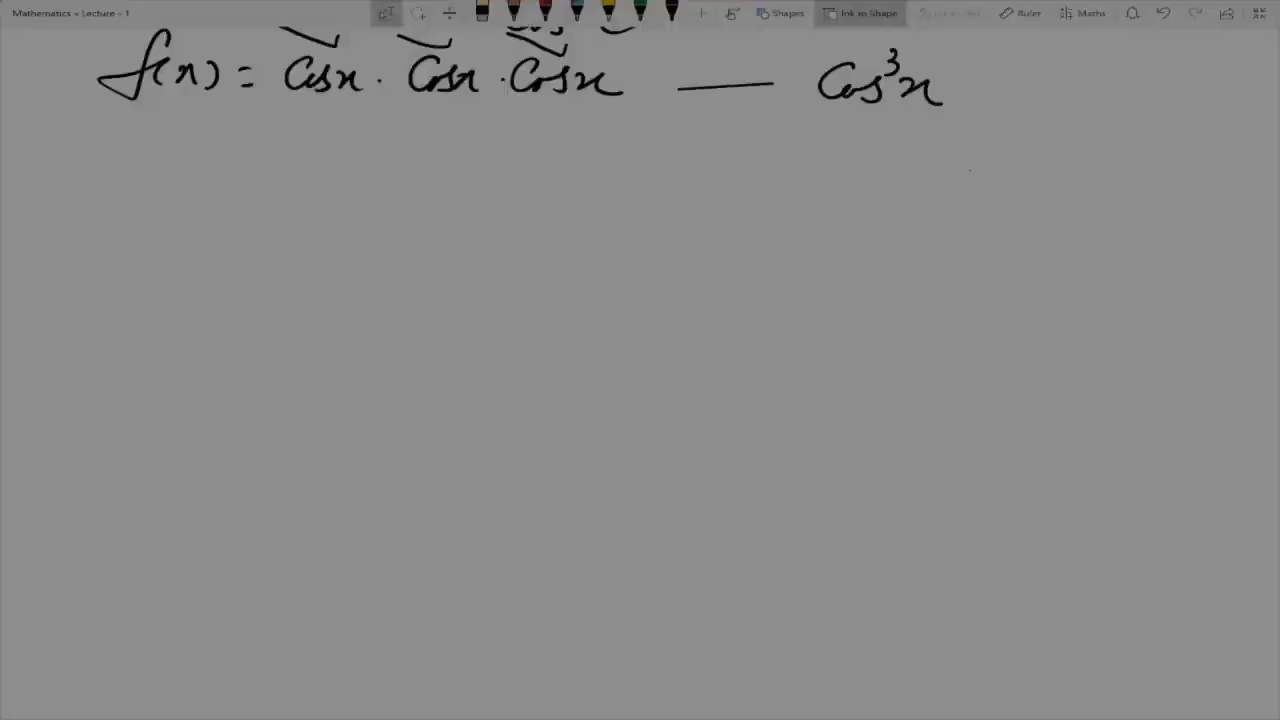 Mathematics - Lecture - 1 Shapes Ink to Shape Ruler Maths
f(x) = Cosx · Cosx · Cosx — Cos³x